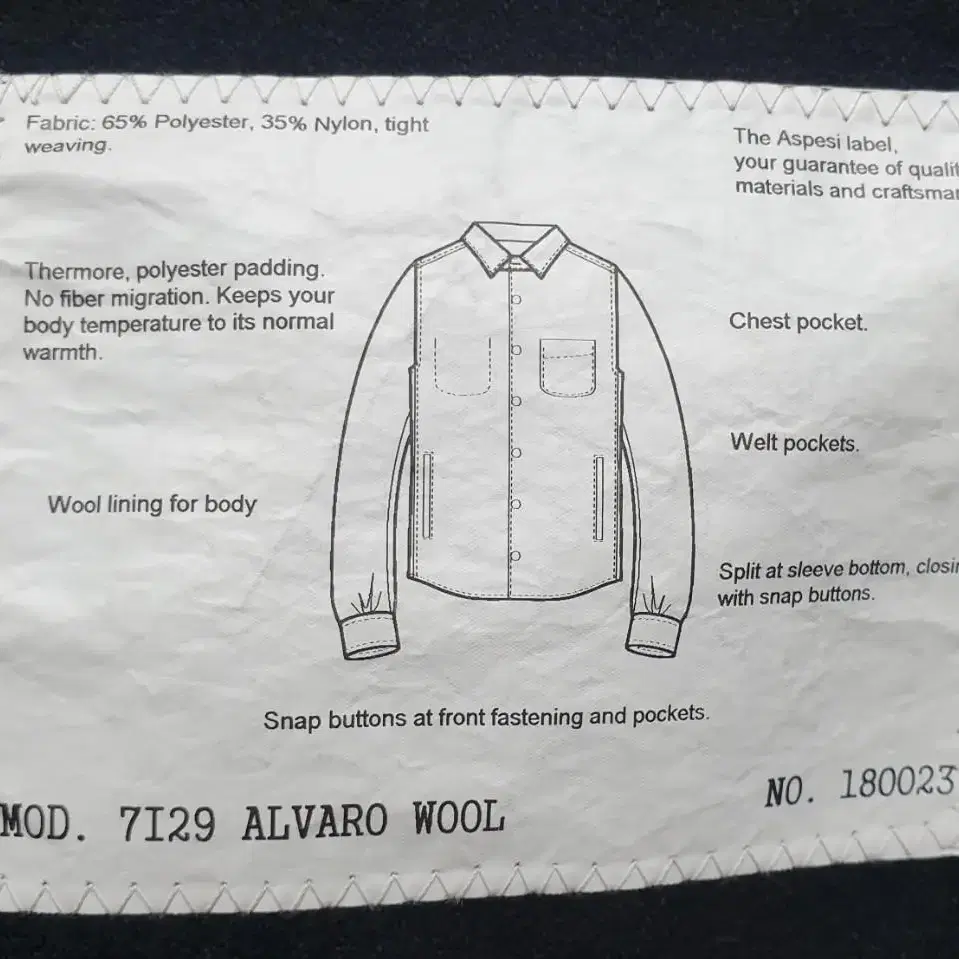 Fabric: 65% Polyester, 35% Nylon, tight
weaving.
The Aspesi label,
your guarantee of qualit
materials and craftsma
Thermore, polyester padding.
No fiber migration. Keeps your
body temperature to its normal
warmth.
Chest pocket.
Welt pockets.
Wool lining for body
Split at sleeve bottom, closin
with snap buttons.
Snap buttons at front fastening and pockets.
MOD. 7I29 ALVARO WOOL
NO. 180023